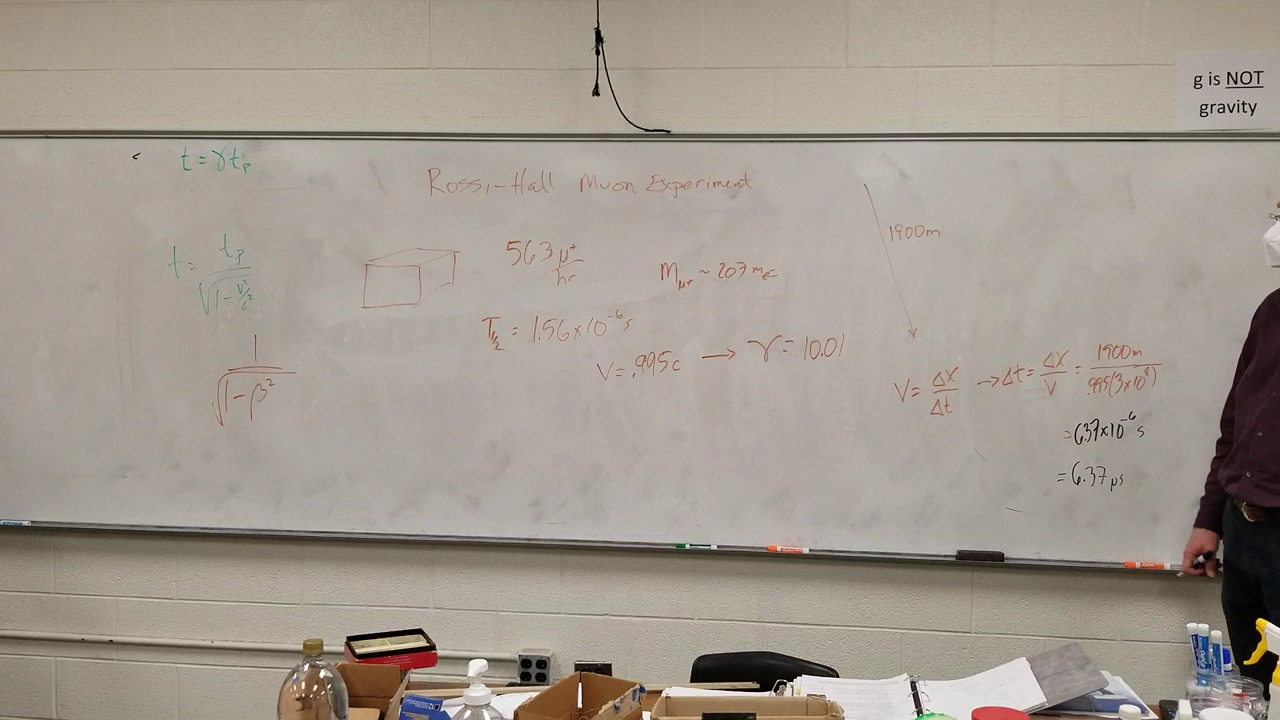 g is NOT
gravity
t = γ t_p
Rossi-Hall Muon Experiment
1900m
t = t_p / √(1 - v²/c²)
563 μ⁺/hr
M_μ⁺ ~ 207 m_e
T_½ = 1.56×10⁻⁶ s
V = .995c → γ = 10.01
1 / √(1 - β²)
V = Δx/Δt → Δt = Δx/V = 1900m / .995(3×10⁸)
= 6.37×10⁻⁶ s
= 6.37 μs